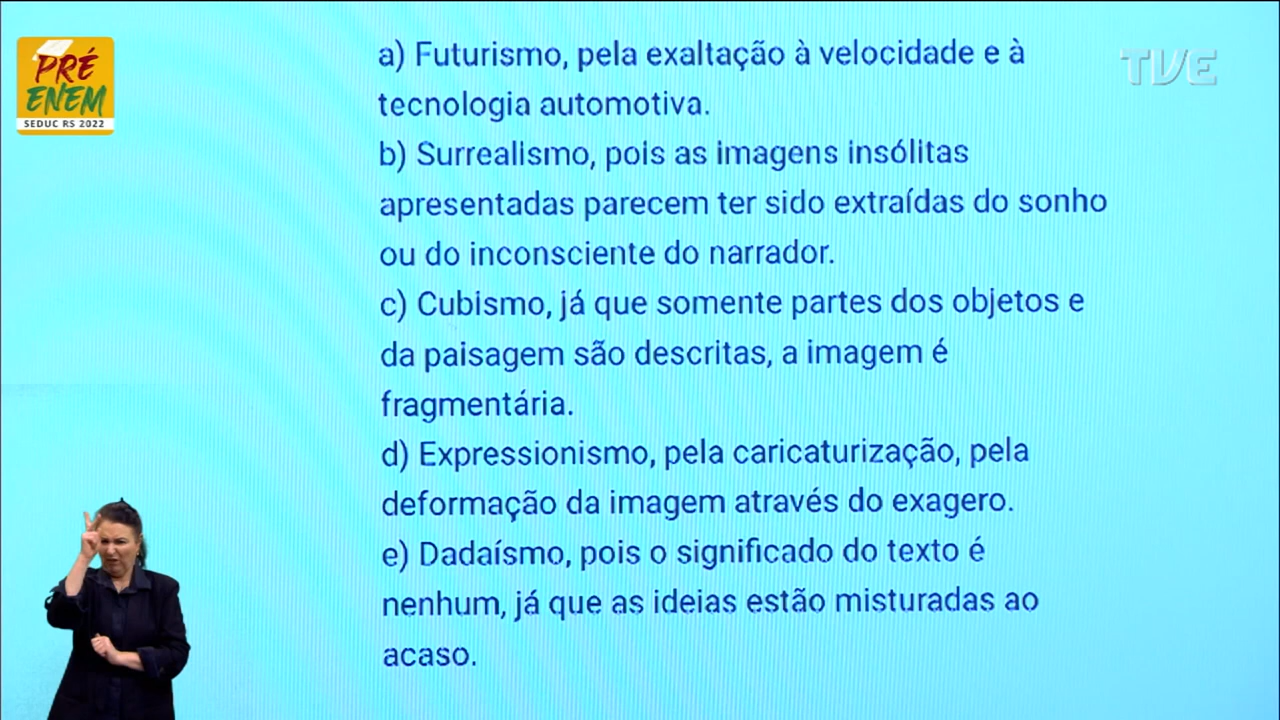 PRÉ
ENEM
SEDUC RS 2022
TVE
a) Futurismo, pela exaltação à velocidade e à
tecnologia automotiva.
b) Surrealismo, pois as imagens insólitas
apresentadas parecem ter sido extraídas do sonho
ou do inconsciente do narrador.
c) Cubismo, já que somente partes dos objetos e
da paisagem são descritas, a imagem é
fragmentária.
d) Expressionismo, pela caricaturização, pela
deformação da imagem através do exagero.
e) Dadaísmo, pois o significado do texto é
nenhum, já que as ideias estão misturadas ao
acaso.